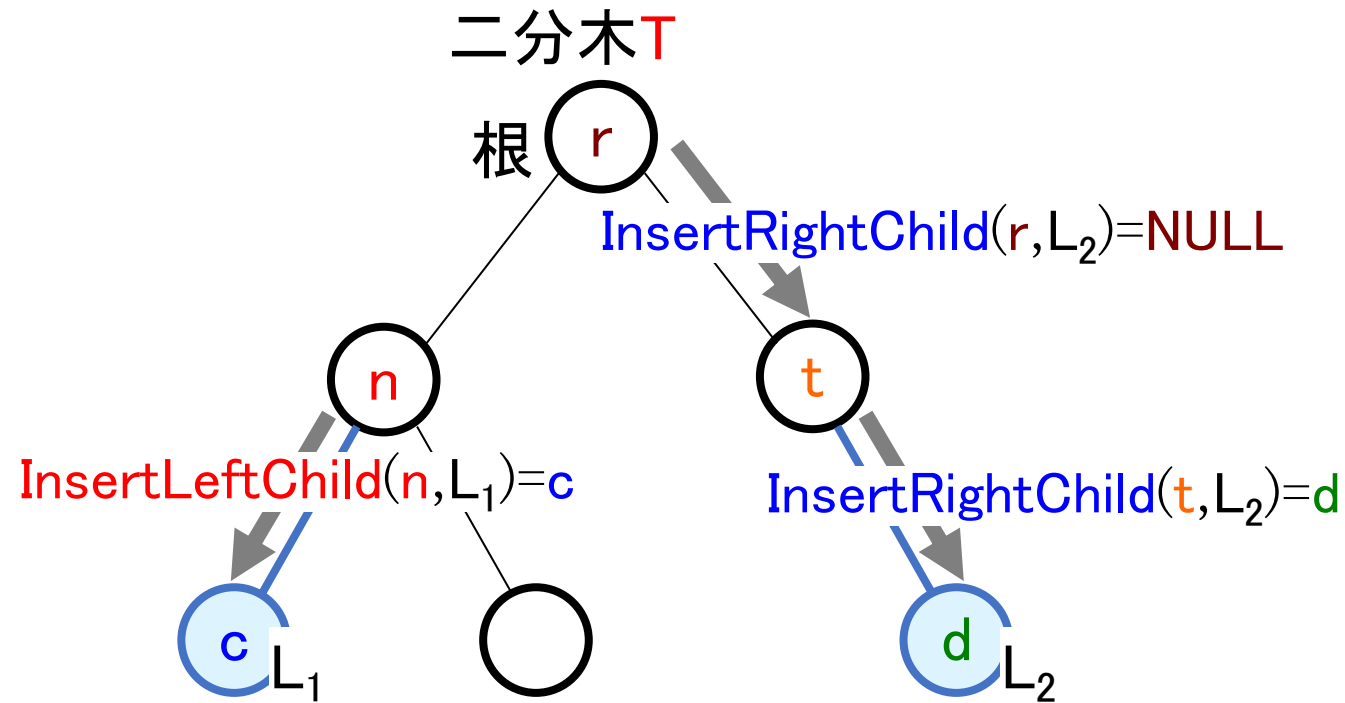 二分木T
根
r
InsertRightChild(r,L₂)=NULL
n
t
InsertLeftChild(n,L₁)=c
InsertRightChild(t,L₂)=d
c
L₁
d
L₂